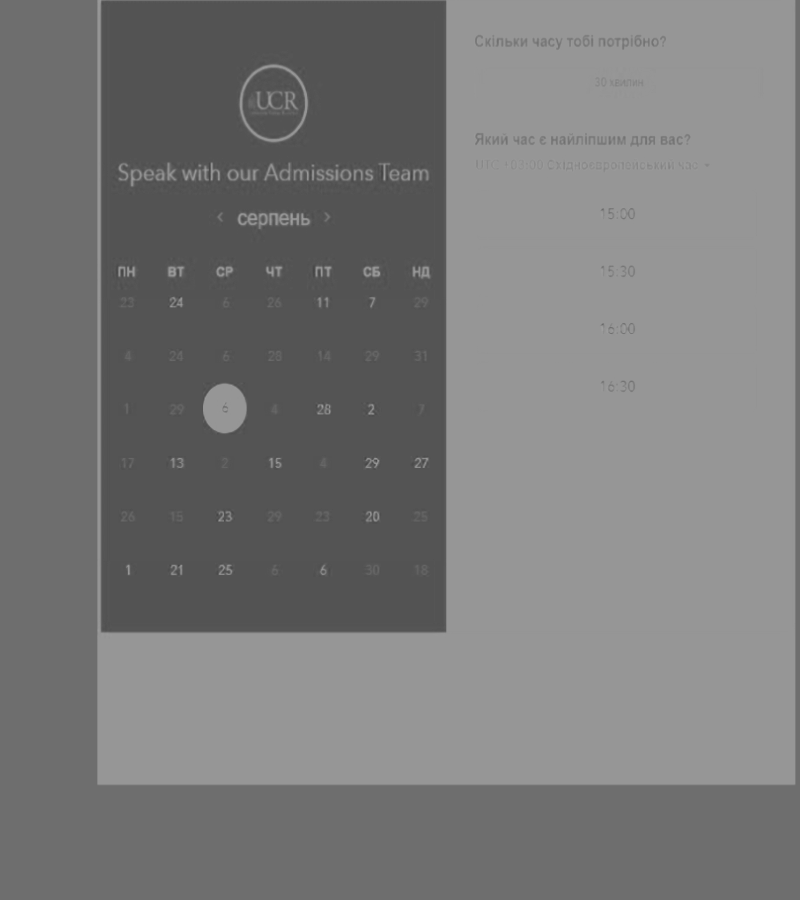 UCR
Speak with our Admissions Team
‹ серпень ›
ПН ВТ СР ЧТ ПТ СБ НД
23 24 6 26 11 7 29
4 24 6 28 14 29 31
1 29 6 4 28 2 7
17 13 2 15 4 29 27
26 15 23 29 23 20 25
1 21 25 6 6 30 18
Скільки часу тобі потрібно?
30 хвилин
Який час є найліпшим для вас?
UTC +03:00 Східноєвропейський час
15:00
15:30
16:00
16:30